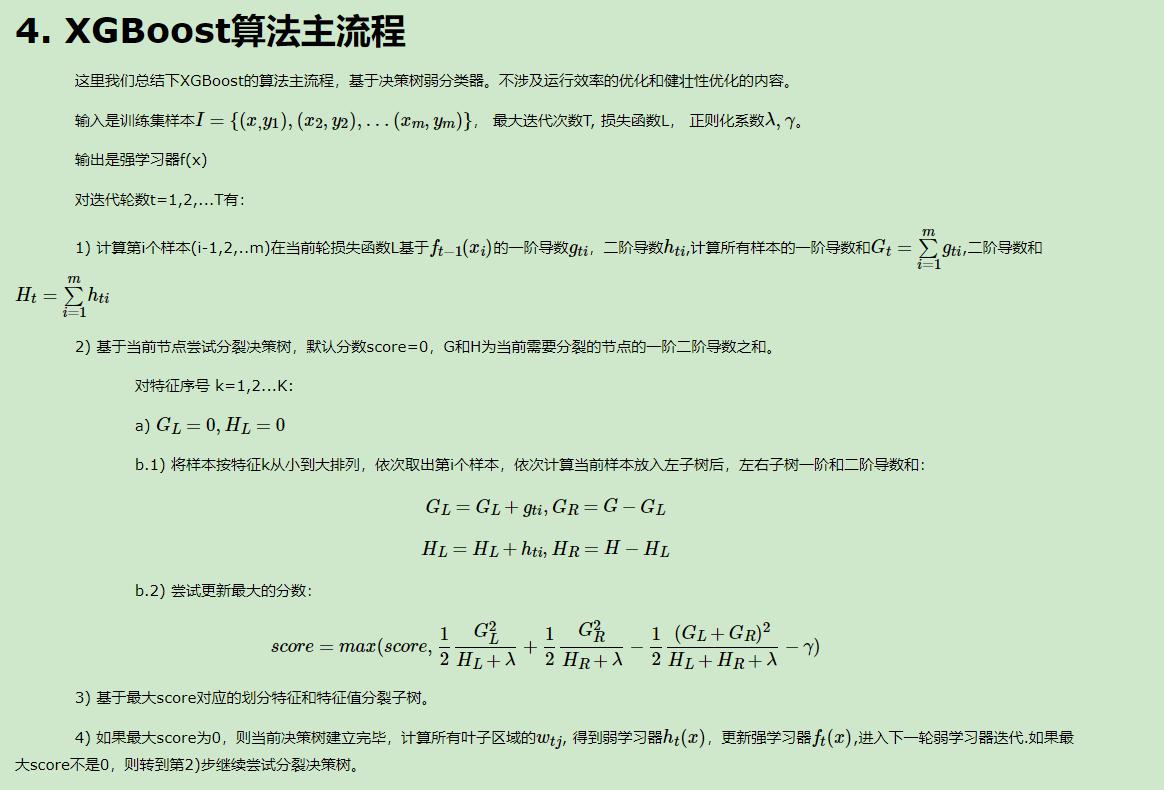 4. XGBoost算法主流程
这里我们总结下XGBoost的算法主流程，基于决策树弱分类器。不涉及运行效率的优化和健壮性优化的内容。
输入是训练集样本$I=\{(x_,y_1),(x_2,y_2),...(x_m,y_m)\}$， 最大迭代次数T, 损失函数L， 正则化系数$\lambda,\gamma$。
输出是强学习器f(x)
对迭代轮数t=1,2,...T有：
1) 计算第i个样本(i-1,2,..m)在当前轮损失函数L基于$f_{t-1}(x_i)$的一阶导数$g_{ti}$，二阶导数$h_{ti}$,计算所有样本的一阶导数和$G_t=\sum\limits_{i=1}^m g_{ti}$,二阶导数和
$H_t=\sum\limits_{i=1}^m h_{ti}$
2) 基于当前节点尝试分裂决策树，默认分数score=0，G和H为当前需要分裂的节点的一阶二阶导数之和。
对特征序号 k=1,2...K:
a) $G_L=0,H_L=0$
b.1) 将样本按特征k从小到大排列，依次取出第i个样本，依次计算当前样本放入左子树后，左右子树一阶和二阶导数和：
$G_L=G_L+g_{ti},G_R=G-G_L$
$H_L=H_L+h_{ti},H_R=H-H_L$
b.2) 尝试更新最大的分数：
$score=max(score,\frac{1}{2}\frac{G_L^2}{H_L+\lambda}+\frac{1}{2}\frac{G_R^2}{H_R+\lambda}-\frac{1}{2}\frac{(G_L+G_R)^2}{H_L+H_R+\lambda}-\gamma)$
3) 基于最大score对应的划分特征和特征值分裂子树。
4) 如果最大score为0，则当前决策树建立完毕，计算所有叶子区域的$w_{tj}$, 得到弱学习器$h_t(x)$，更新强学习器$f_t(x)$,进入下一轮弱学习器迭代.如果最
大score不是0，则转到第2)步继续尝试分裂决策树。